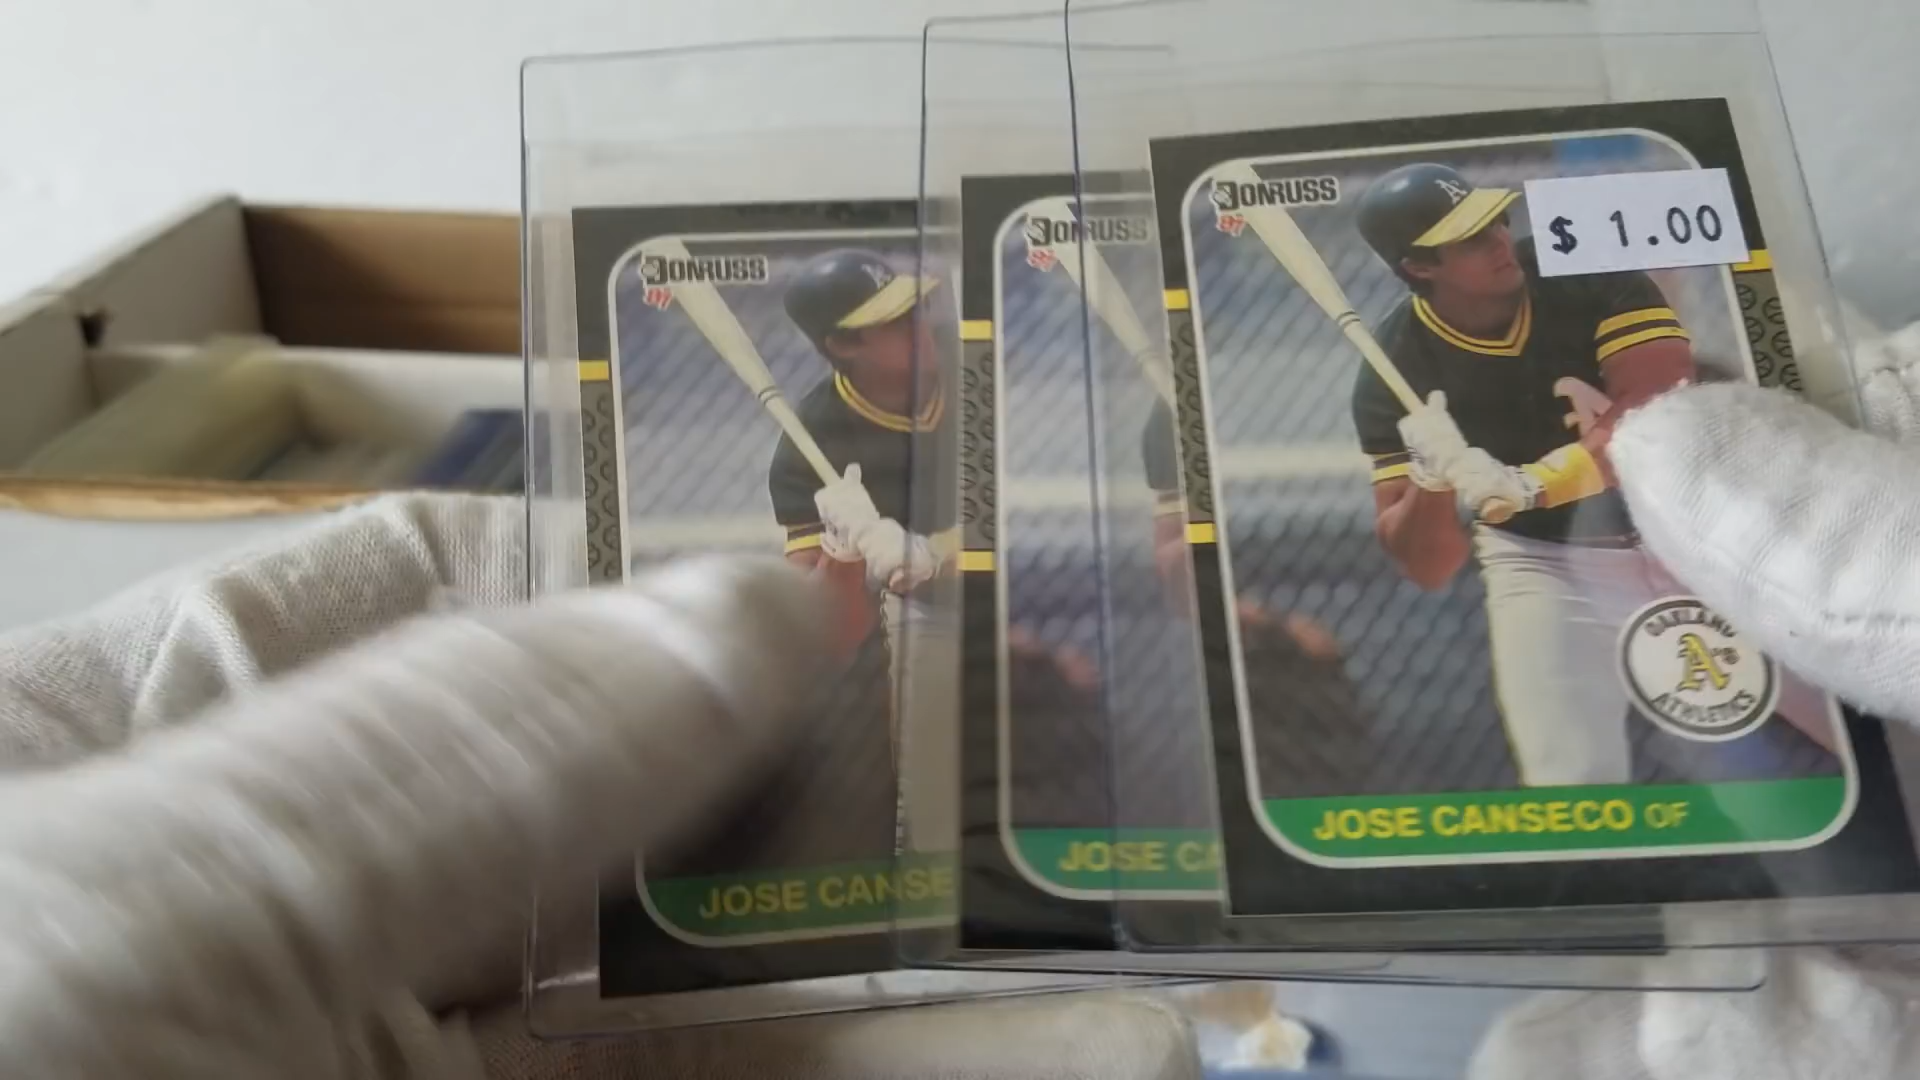 DONRUSS
87
JOSE CANSE
DONRUSS
JOSE CA
DONRUSS
87
A's
$ 1.00
OAKLAND
A's
ATHLETICS
JOSE CANSECO OF